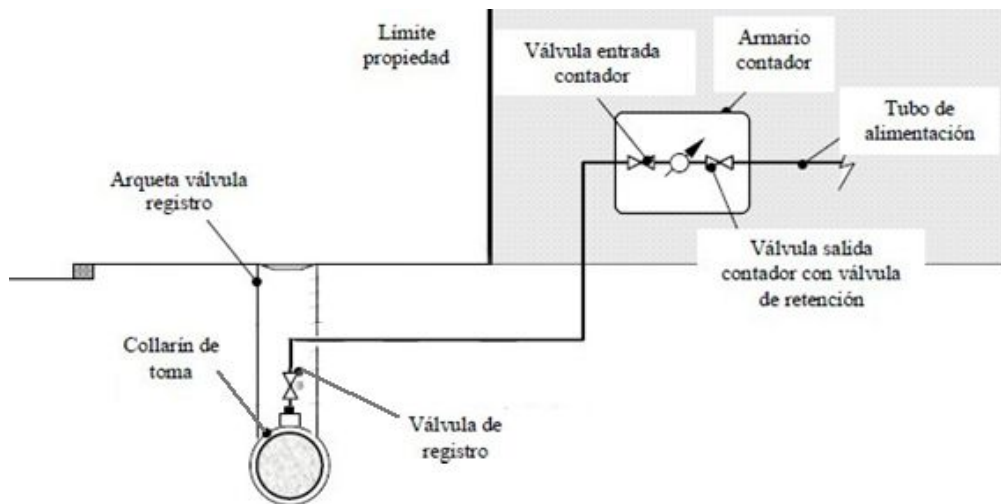 Límite
propiedad
Válvula entrada
contador
Armario
contador
Tubo de
alimentación
Arqueta válvula
registro
Válvula salida
contador con válvula
de retención
Collarín de
toma
Válvula de
registro